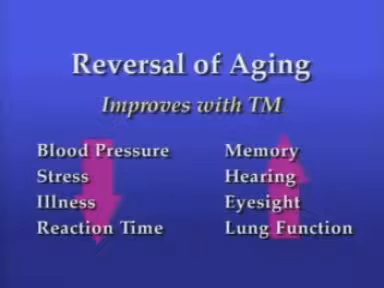 Reversal of Aging
Improves with TM
Blood Pressure
Stress
Illness
Reaction Time
Memory
Hearing
Eyesight
Lung Function